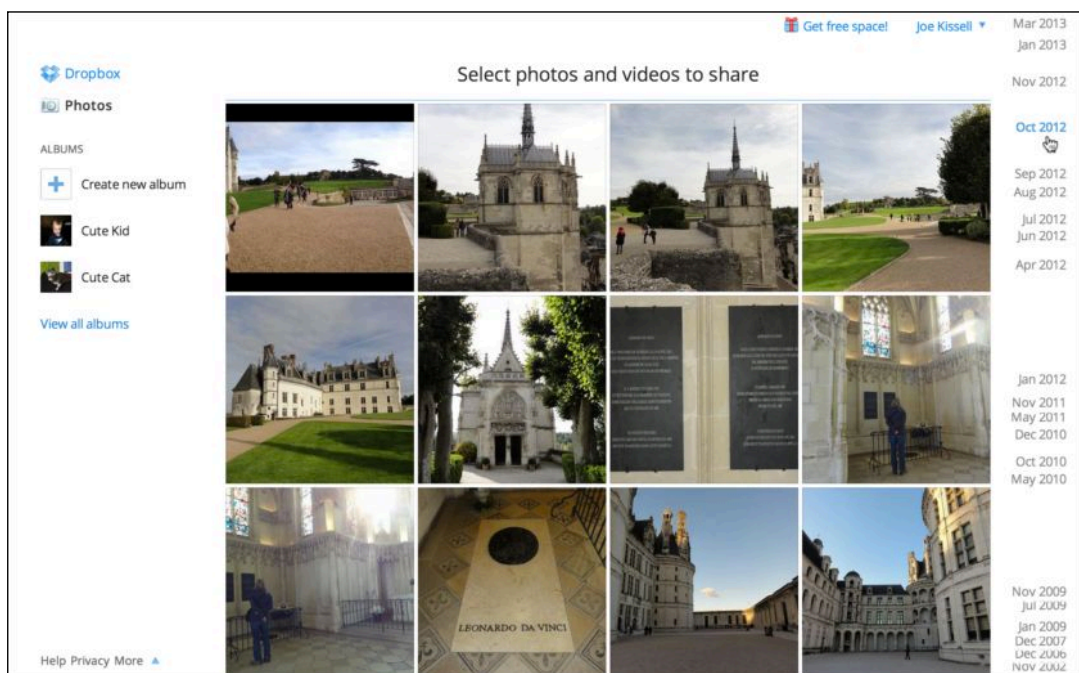 Get free space!
Joe Kissell
Dropbox
Photos
ALBUMS
Create new album
Cute Kid
Cute Cat
View all albums
Help Privacy More
Select photos and videos to share
LEONARDO DA VINCI
Mar 2013
Jan 2013
Nov 2012
Oct 2012
Sep 2012
Aug 2012
Jul 2012
Jun 2012
Apr 2012
Jan 2012
Nov 2011
May 2011
Dec 2010
Oct 2010
May 2010
Nov 2009
Jul 2009
Jan 2009
Dec 2007
Dec 2006
Nov 2002